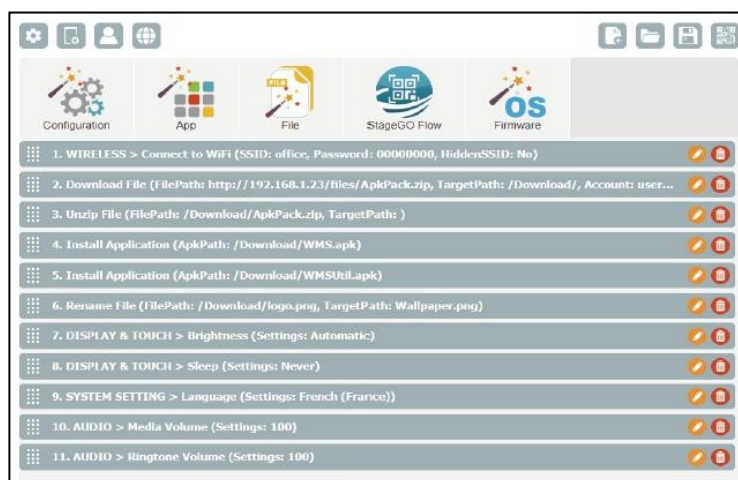 FILE
OS
Configuration App File StageGO Flow Firmware
1. WIRELESS > Connect to WiFi (SSID: office, Password: 00000000, HiddenSSID: No)
2. Download File (FilePath: http://192.168.1.23/files/ApkPack.zip, TargetPath: /Download/, Account: user...
3. Unzip File (FilePath: /Download/ApkPack.zip, TargetPath: )
4. Install Application (ApkPath: /Download/WMS.apk)
5. Install Application (ApkPath: /Download/WMSUtil.apk)
6. Rename File (FilePath: /Download/logo.png, TargetPath: Wallpaper.png)
7. DISPLAY & TOUCH > Brightness (Settings: Automatic)
8. DISPLAY & TOUCH > Sleep (Settings: Never)
9. SYSTEM SETTING > Language (Settings: French (France))
10. AUDIO > Media Volume (Settings: 100)
11. AUDIO > Ringtone Volume (Settings: 100)